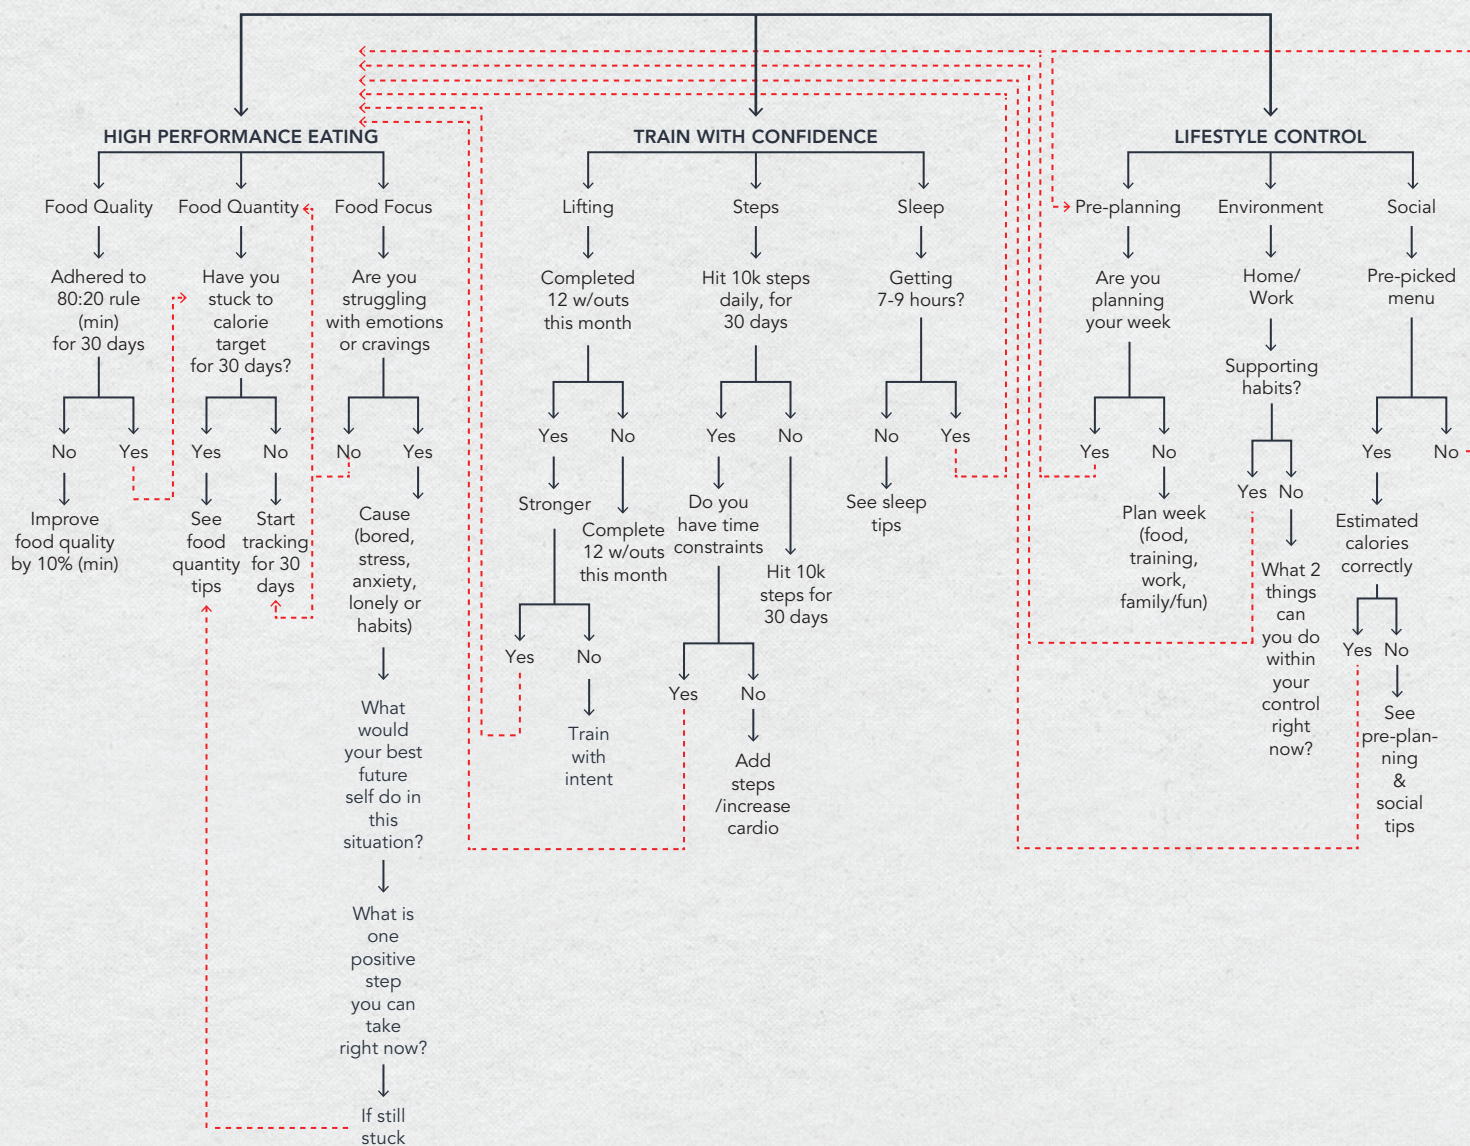 HIGH PERFORMANCE EATING
Food Quality
Adhered to
80:20 rule
(min)
for 30 days
No
Yes
Improve
food quality
by 10% (min)
Food Quantity
Have you
stuck to
calorie
target
for 30 days?
Yes
No
See
food
quantity
tips
Start
tracking
for 30
days
Food Focus
Are you
struggling
with emotions
or cravings
No
Yes
Cause
(bored,
stress,
anxiety,
lonely or
habits)
What
would
your best
future
self do in
this
situation?
What is
one
positive
step
you can
take
right now?
If still
stuck
TRAIN WITH CONFIDENCE
Lifting
Completed
12 w/outs
this month
Yes
No
Stronger
Complete
12 w/outs
this month
Yes
No
Train
with
intent
Steps
Hit 10k steps
daily, for
30 days
Yes
No
Do you
have time
constraints
Hit 10k
steps for
30 days
Yes
No
Add
steps
/increase
cardio
Sleep
Getting
7-9 hours?
No
Yes
See sleep
tips
LIFESTYLE CONTROL
Pre-planning
Are you
planning
your week
Yes
No
Plan week
(food,
training,
work,
family/fun)
Environment
Home/
Work
Supporting
habits?
Yes
No
What 2
things
can
you do
within
your
control
right
now?
Social
Pre-picked
menu
Yes
No
Estimated
calories
correctly
Yes
No
See
pre-plan-
ning
&
social
tips